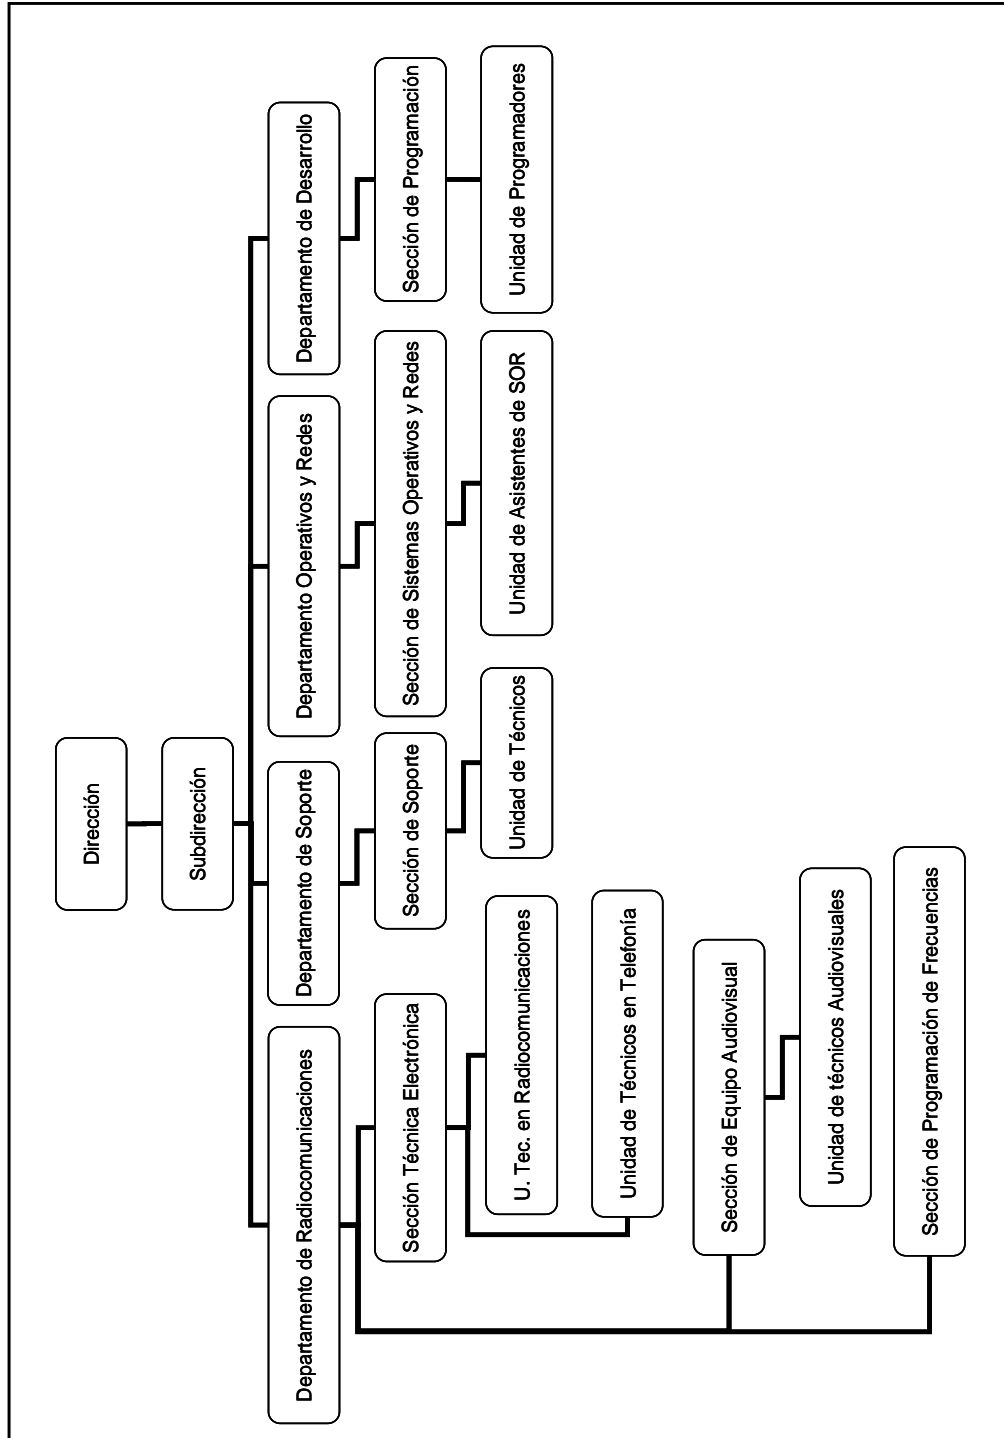 Dirección
Subdirección
Departamento de Radiocomunicaciones
Departamento de Soporte
Departamento Operativos y Redes
Departamento de Desarrollo
Sección Técnica Electrónica
Sección de Soporte
Sección de Sistemas Operativos y Redes
Sección de Programación
U. Tec. en Radiocomunicaciones
Unidad de Técnicos
Unidad de Asistentes de SOR
Unidad de Programadores
Unidad de Técnicos en Telefonía
Sección de Equipo Audiovisual
Unidad de técnicos Audiovisuales
Sección de Programación de Frecuencias